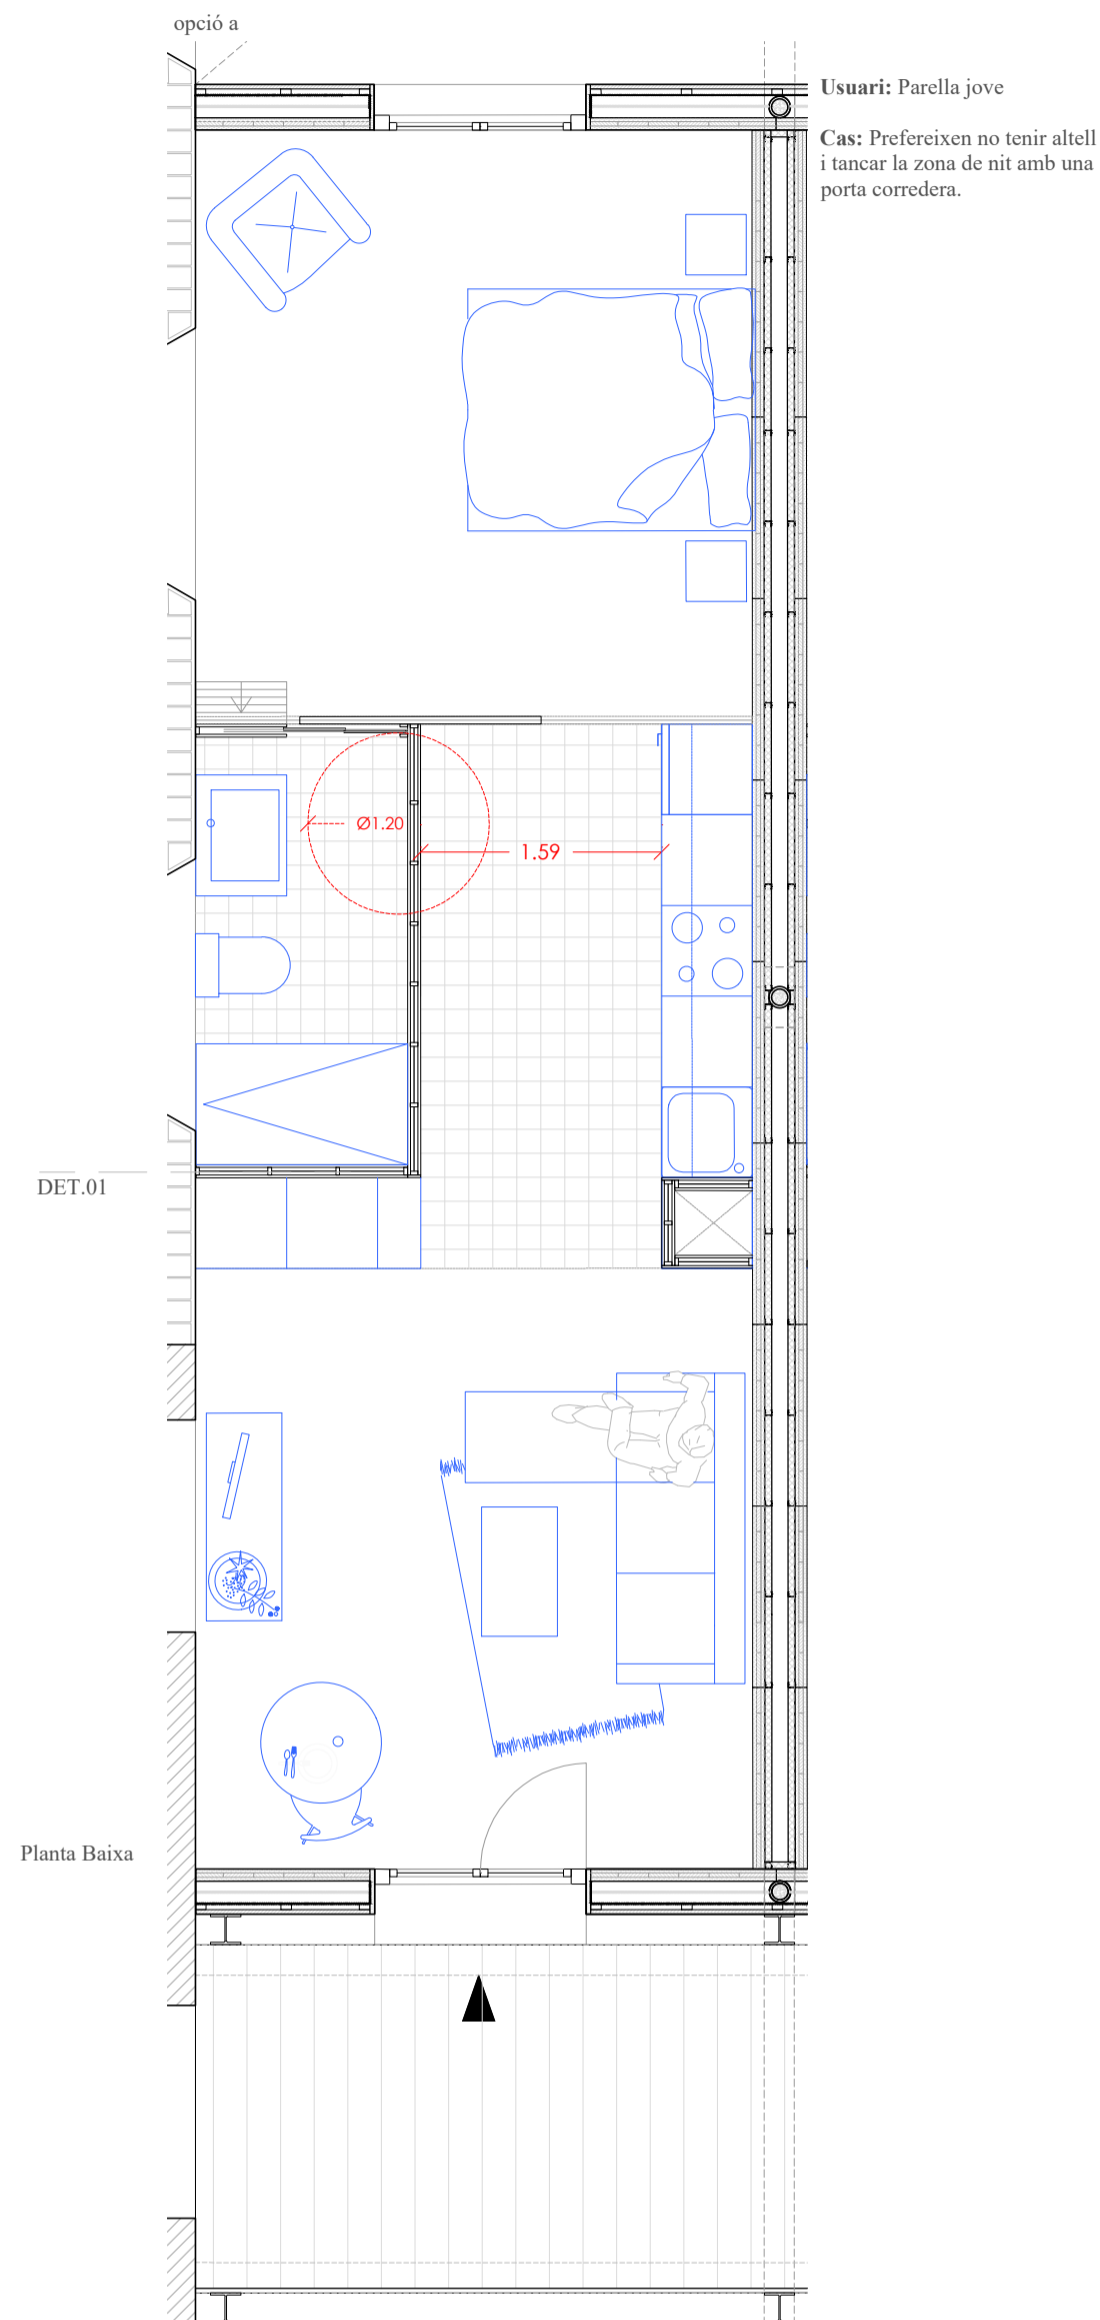 opció a
Usuari: Parella jove
Cas: Prefereixen no tenir altell
i tancar la zona de nit amb una
porta corredera.
Ø1.20
1.59
DET.01
Planta Baixa